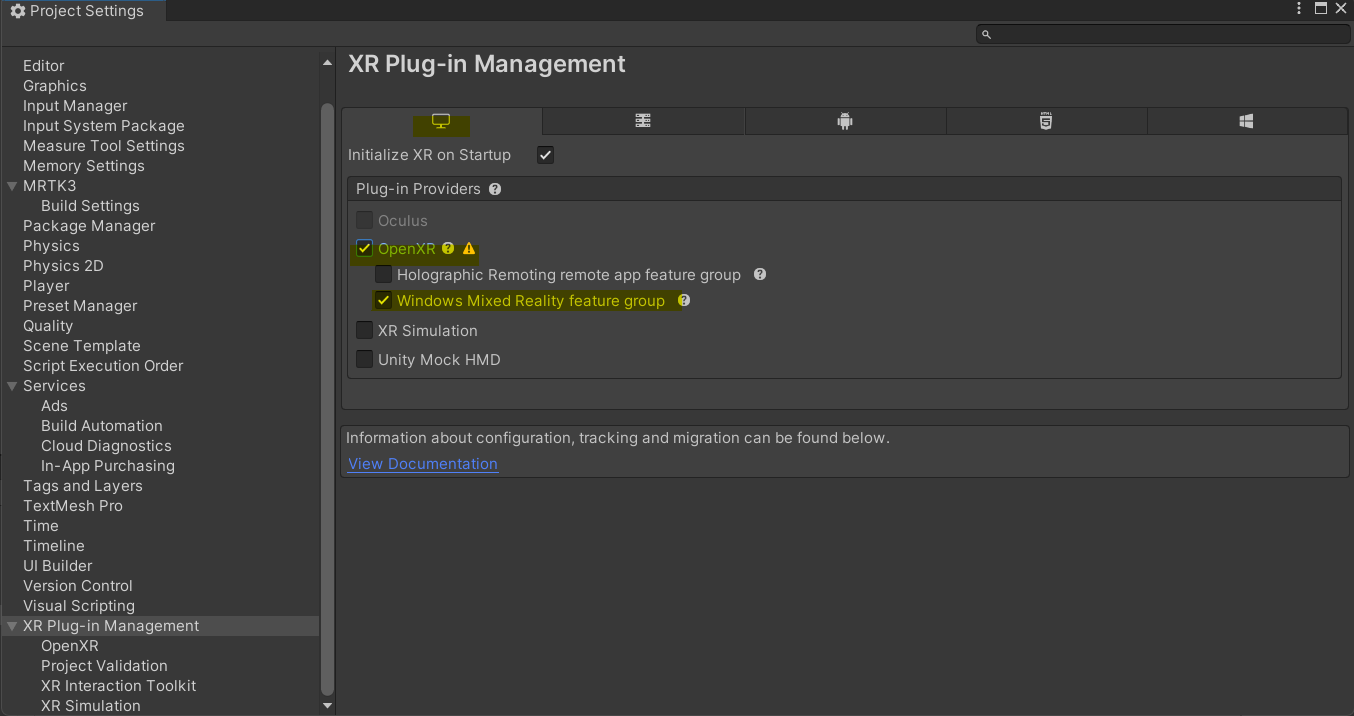 Project Settings
Editor
Graphics
Input Manager
Input System Package
Measure Tool Settings
Memory Settings
MRTK3
Build Settings
Package Manager
Physics
Physics 2D
Player
Preset Manager
Quality
Scene Template
Script Execution Order
Services
Ads
Build Automation
Cloud Diagnostics
In-App Purchasing
Tags and Layers
TextMesh Pro
Time
Timeline
UI Builder
Version Control
Visual Scripting
XR Plug-in Management
OpenXR
Project Validation
XR Interaction Toolkit
XR Simulation
XR Plug-in Management
HTML 5
Initialize XR on Startup
Plug-in Providers ?
Oculus
OpenXR ?
Holographic Remoting remote app feature group ?
Windows Mixed Reality feature group ?
XR Simulation
Unity Mock HMD
Information about configuration, tracking and migration can be found below.
View Documentation